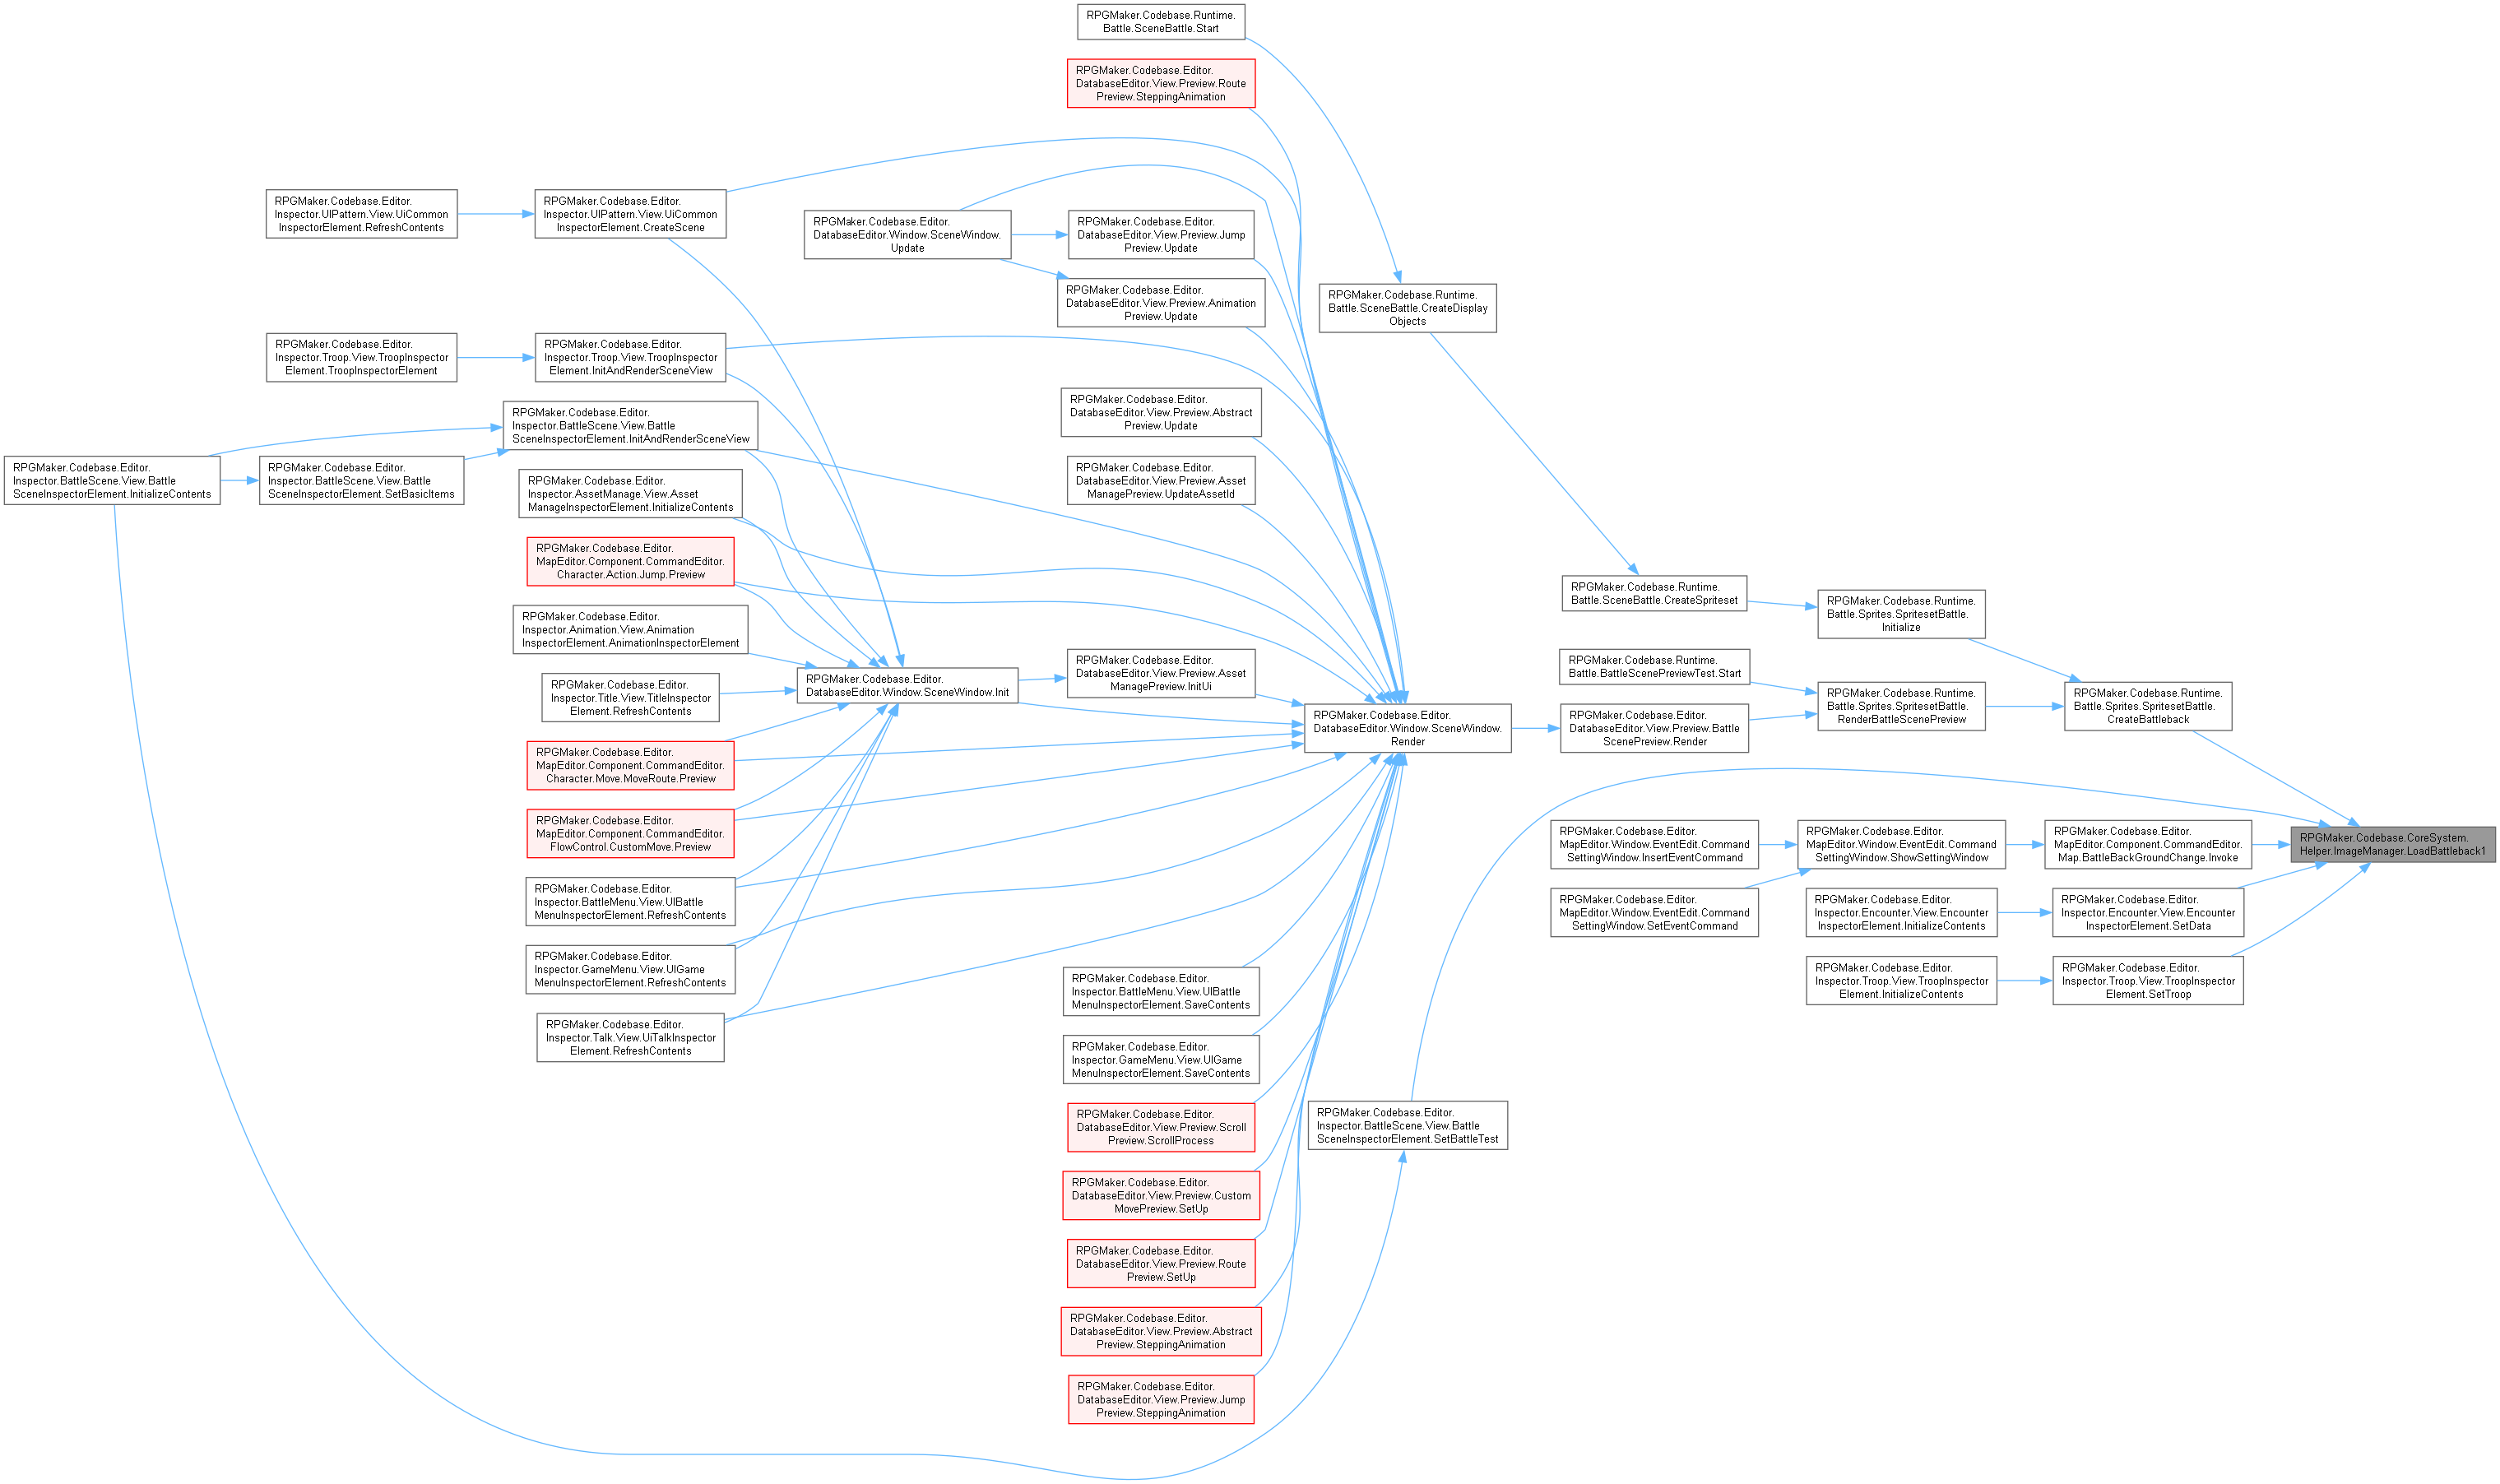 RPGMaker.Codebase.Runtime.
Battle.SceneBattle.Start
RPGMaker.Codebase.Editor.
DatabaseEditor.View.Preview.Route
Preview.SteppingAnimation
RPGMaker.Codebase.Editor.
Inspector.UIPattern.View.UiCommon
InspectorElement.RefreshContents
RPGMaker.Codebase.Editor.
Inspector.UIPattern.View.UiCommon
InspectorElement.CreateScene
RPGMaker.Codebase.Editor.
DatabaseEditor.Window.SceneWindow.
Update
RPGMaker.Codebase.Editor.
DatabaseEditor.View.Preview.Jump
Preview.Update
RPGMaker.Codebase.Editor.
DatabaseEditor.View.Preview.Animation
Preview.Update
RPGMaker.Codebase.Runtime.
Battle.SceneBattle.CreateDisplay
Objects
RPGMaker.Codebase.Editor.
Inspector.Troop.View.TroopInspector
Element.TroopInspectorElement
RPGMaker.Codebase.Editor.
Inspector.Troop.View.TroopInspector
Element.InitAndRenderSceneView
RPGMaker.Codebase.Editor.
DatabaseEditor.View.Preview.Abstract
Preview.Update
RPGMaker.Codebase.Editor.
Inspector.BattleScene.View.Battle
SceneInspectorElement.InitAndRenderSceneView
RPGMaker.Codebase.Editor.
Inspector.BattleScene.View.Battle
SceneInspectorElement.InitializeContents
RPGMaker.Codebase.Editor.
Inspector.BattleScene.View.Battle
SceneInspectorElement.SetBasicItems
RPGMaker.Codebase.Editor.
Inspector.AssetManage.View.Asset
ManageInspectorElement.InitializeContents
RPGMaker.Codebase.Editor.
DatabaseEditor.View.Preview.Asset
ManagePreview.UpdateAssetId
RPGMaker.Codebase.Editor.
MapEditor.Component.CommandEditor.
Character.Action.Jump.Preview
RPGMaker.Codebase.Runtime.
Battle.SceneBattle.CreateSpriteset
RPGMaker.Codebase.Runtime.
Battle.Sprites.SpritesetBattle.
Initialize
RPGMaker.Codebase.Editor.
Inspector.Animation.View.Animation
InspectorElement.AnimationInspectorElement
RPGMaker.Codebase.Editor.
DatabaseEditor.Window.SceneWindow.Init
RPGMaker.Codebase.Editor.
DatabaseEditor.View.Preview.Asset
ManagePreview.InitUi
RPGMaker.Codebase.Runtime.
Battle.BattleScenePreviewTest.Start
RPGMaker.Codebase.Editor.
Inspector.Title.View.TitleInspector
Element.RefreshContents
RPGMaker.Codebase.Editor.
DatabaseEditor.Window.SceneWindow.
Render
RPGMaker.Codebase.Editor.
DatabaseEditor.View.Preview.Battle
ScenePreview.Render
RPGMaker.Codebase.Runtime.
Battle.Sprites.SpritesetBattle.
RenderBattleScenePreview
RPGMaker.Codebase.Runtime.
Battle.Sprites.SpritesetBattle.
CreateBattleback
RPGMaker.Codebase.Editor.
MapEditor.Component.CommandEditor.
Character.Move.MoveRoute.Preview
RPGMaker.Codebase.Editor.
MapEditor.Component.CommandEditor.
FlowControl.CustomMove.Preview
RPGMaker.Codebase.Editor.
MapEditor.Window.EventEdit.Command
SettingWindow.InsertEventCommand
RPGMaker.Codebase.Editor.
MapEditor.Window.EventEdit.Command
SettingWindow.ShowSettingWindow
RPGMaker.Codebase.Editor.
MapEditor.Component.CommandEditor.
Map.BattleBackGroundChange.Invoke
RPGMaker.Codebase.CoreSystem.
Helper.ImageManager.LoadBattleback1
RPGMaker.Codebase.Editor.
Inspector.BattleMenu.View.UIBattle
MenuInspectorElement.RefreshContents
RPGMaker.Codebase.Editor.
MapEditor.Window.EventEdit.Command
SettingWindow.SetEventCommand
RPGMaker.Codebase.Editor.
Inspector.Encounter.View.Encounter
InspectorElement.InitializeContents
RPGMaker.Codebase.Editor.
Inspector.Encounter.View.Encounter
InspectorElement.SetData
RPGMaker.Codebase.Editor.
Inspector.GameMenu.View.UIGame
MenuInspectorElement.RefreshContents
RPGMaker.Codebase.Editor.
Inspector.BattleMenu.View.UIBattle
MenuInspectorElement.SaveContents
RPGMaker.Codebase.Editor.
Inspector.Troop.View.TroopInspector
Element.InitializeContents
RPGMaker.Codebase.Editor.
Inspector.Troop.View.TroopInspector
Element.SetTroop
RPGMaker.Codebase.Editor.
Inspector.Talk.View.UiTalkInspector
Element.RefreshContents
RPGMaker.Codebase.Editor.
Inspector.GameMenu.View.UIGame
MenuInspectorElement.SaveContents
RPGMaker.Codebase.Editor.
DatabaseEditor.View.Preview.Scroll
Preview.ScrollProcess
RPGMaker.Codebase.Editor.
Inspector.BattleScene.View.Battle
SceneInspectorElement.SetBattleTest
RPGMaker.Codebase.Editor.
DatabaseEditor.View.Preview.Custom
MovePreview.SetUp
RPGMaker.Codebase.Editor.
DatabaseEditor.View.Preview.Route
Preview.SetUp
RPGMaker.Codebase.Editor.
DatabaseEditor.View.Preview.Abstract
Preview.SteppingAnimation
RPGMaker.Codebase.Editor.
DatabaseEditor.View.Preview.Jump
Preview.SteppingAnimation